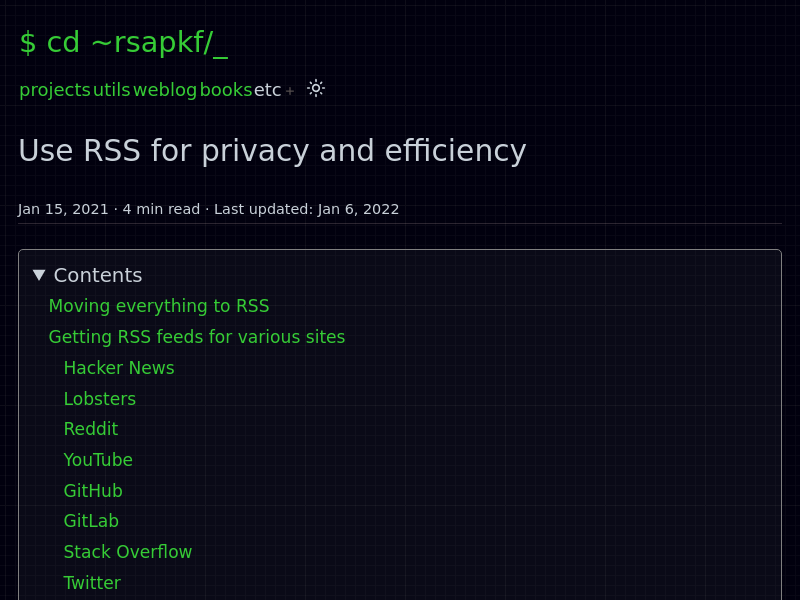 $ cd ~rsapkf/_
projects utils weblog books etc +
Use RSS for privacy and efficiency
Jan 15, 2021 · 4 min read · Last updated: Jan 6, 2022
▼ Contents
Moving everything to RSS
Getting RSS feeds for various sites
Hacker News
Lobsters
Reddit
YouTube
GitHub
GitLab
Stack Overflow
Twitter